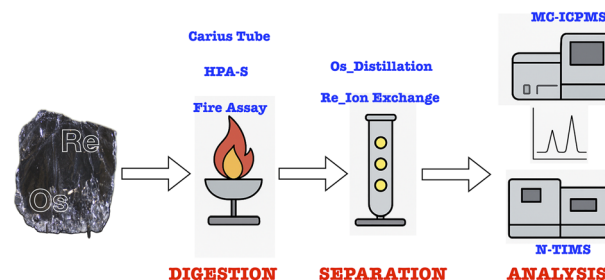 MC-ICPMS
Carius Tube
HPA-S
Fire Assay
Os_Distillation
Re_Ion Exchange
Re
Os
N-TIMS
DIGESTION
SEPARATION
ANALYSIS